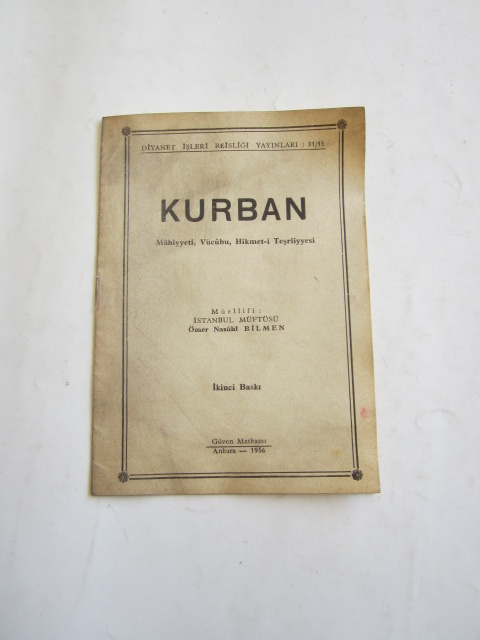 DİYANET İŞLERİ REİSLİĞİ YAYINLARI : 31/15
KURBAN
Mâhiyyeti, Vücûbu, Hikmet-i Teşriiyyesi
Müellifi:
İSTANBUL MÜFTÜSÜ
Ömer Nasûhî BİLMEN
İkinci Baskı
Güven Matbaası
Ankara — 1956